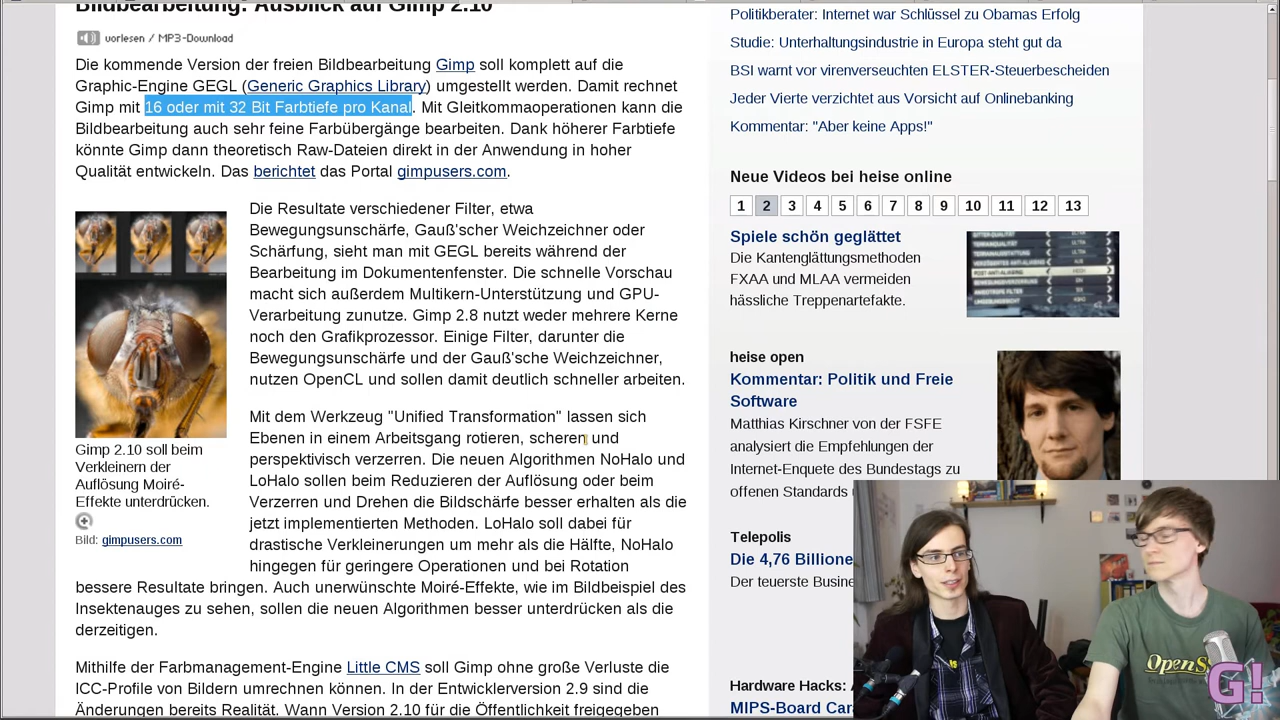 Bildbearbeitung: Ausblick auf Gimp 2.10
vorlesen / MP3-Download
Die kommende Version der freien Bildbearbeitung Gimp soll komplett auf die
Graphic-Engine GEGL (Generic Graphics Library) umgestellt werden. Damit rechnet
Gimp mit 16 oder mit 32 Bit Farbtiefe pro Kanal. Mit Gleitkommaoperationen kann die
Bildbearbeitung auch sehr feine Farbübergänge bearbeiten. Dank höherer Farbtiefe
könnte Gimp dann theoretisch Raw-Dateien direkt in der Anwendung in hoher
Qualität entwickeln. Das berichtet das Portal gimpusers.com.
Die Resultate verschiedener Filter, etwa
Bewegungsunschärfe, Gauß'scher Weichzeichner oder
Schärfung, sieht man mit GEGL bereits während der
Bearbeitung im Dokumentenfenster. Die schnelle Vorschau
macht sich außerdem Multikern-Unterstützung und GPU-
Verarbeitung zunutze. Gimp 2.8 nutzt weder mehrere Kerne
noch den Grafikprozessor. Einige Filter, darunter die
Bewegungsunschärfe und der Gauß'sche Weichzeichner,
nutzen OpenCL und sollen damit deutlich schneller arbeiten.
Gimp 2.10 soll beim
Verkleinern der
Auflösung Moiré-
Effekte unterdrücken.
Bild: gimpusers.com
Mit dem Werkzeug "Unified Transformation" lassen sich
Ebenen in einem Arbeitsgang rotieren, scheren und
perspektivisch verzerren. Die neuen Algorithmen NoHalo und
LoHalo sollen beim Reduzieren der Auflösung oder beim
Verzerren und Drehen die Bildschärfe besser erhalten als die
jetzt implementierten Methoden. LoHalo soll dabei für
drastische Verkleinerungen um mehr als die Hälfte, NoHalo
hingegen für geringere Operationen und bei Rotation
bessere Resultate bringen. Auch unerwünschte Moiré-Effekte, wie im Bildbeispiel des
Insektenauges zu sehen, sollen die neuen Algorithmen besser unterdrücken als die
derzeitigen.
Mithilfe der Farbmanagement-Engine Little CMS soll Gimp ohne große Verluste die
ICC-Profile von Bildern umrechnen können. In der Entwicklerversion 2.9 sind die
Änderungen bereits Realität. Wann Version 2.10 für die Öffentlichkeit freigegeben
Politikberater: Internet war Schlüssel zu Obamas Erfolg
Studie: Unterhaltungsindustrie in Europa steht gut da
BSI warnt vor virenverseuchten ELSTER-Steuerbescheiden
Jeder Vierte verzichtet aus Vorsicht auf Onlinebanking
Kommentar: "Aber keine Apps!"
Neue Videos bei heise online
1 2 3 4 5 6 7 8 9 10 11 12 13
Spiele schön geglättet
Die Kantenglättungsmethoden
FXAA und MLAA vermeiden
hässliche Treppenartefakte.
heise open
Kommentar: Politik und Freie
Software
Matthias Kirschner von der FSFE
analysiert die Empfehlungen der
Internet-Enquete des Bundestags zu
offenen Standards
Telepolis
Die 4,76 Billione
Der teuerste Busine
Hardware Hacks:
MIPS-Board Car
OpenS
G!